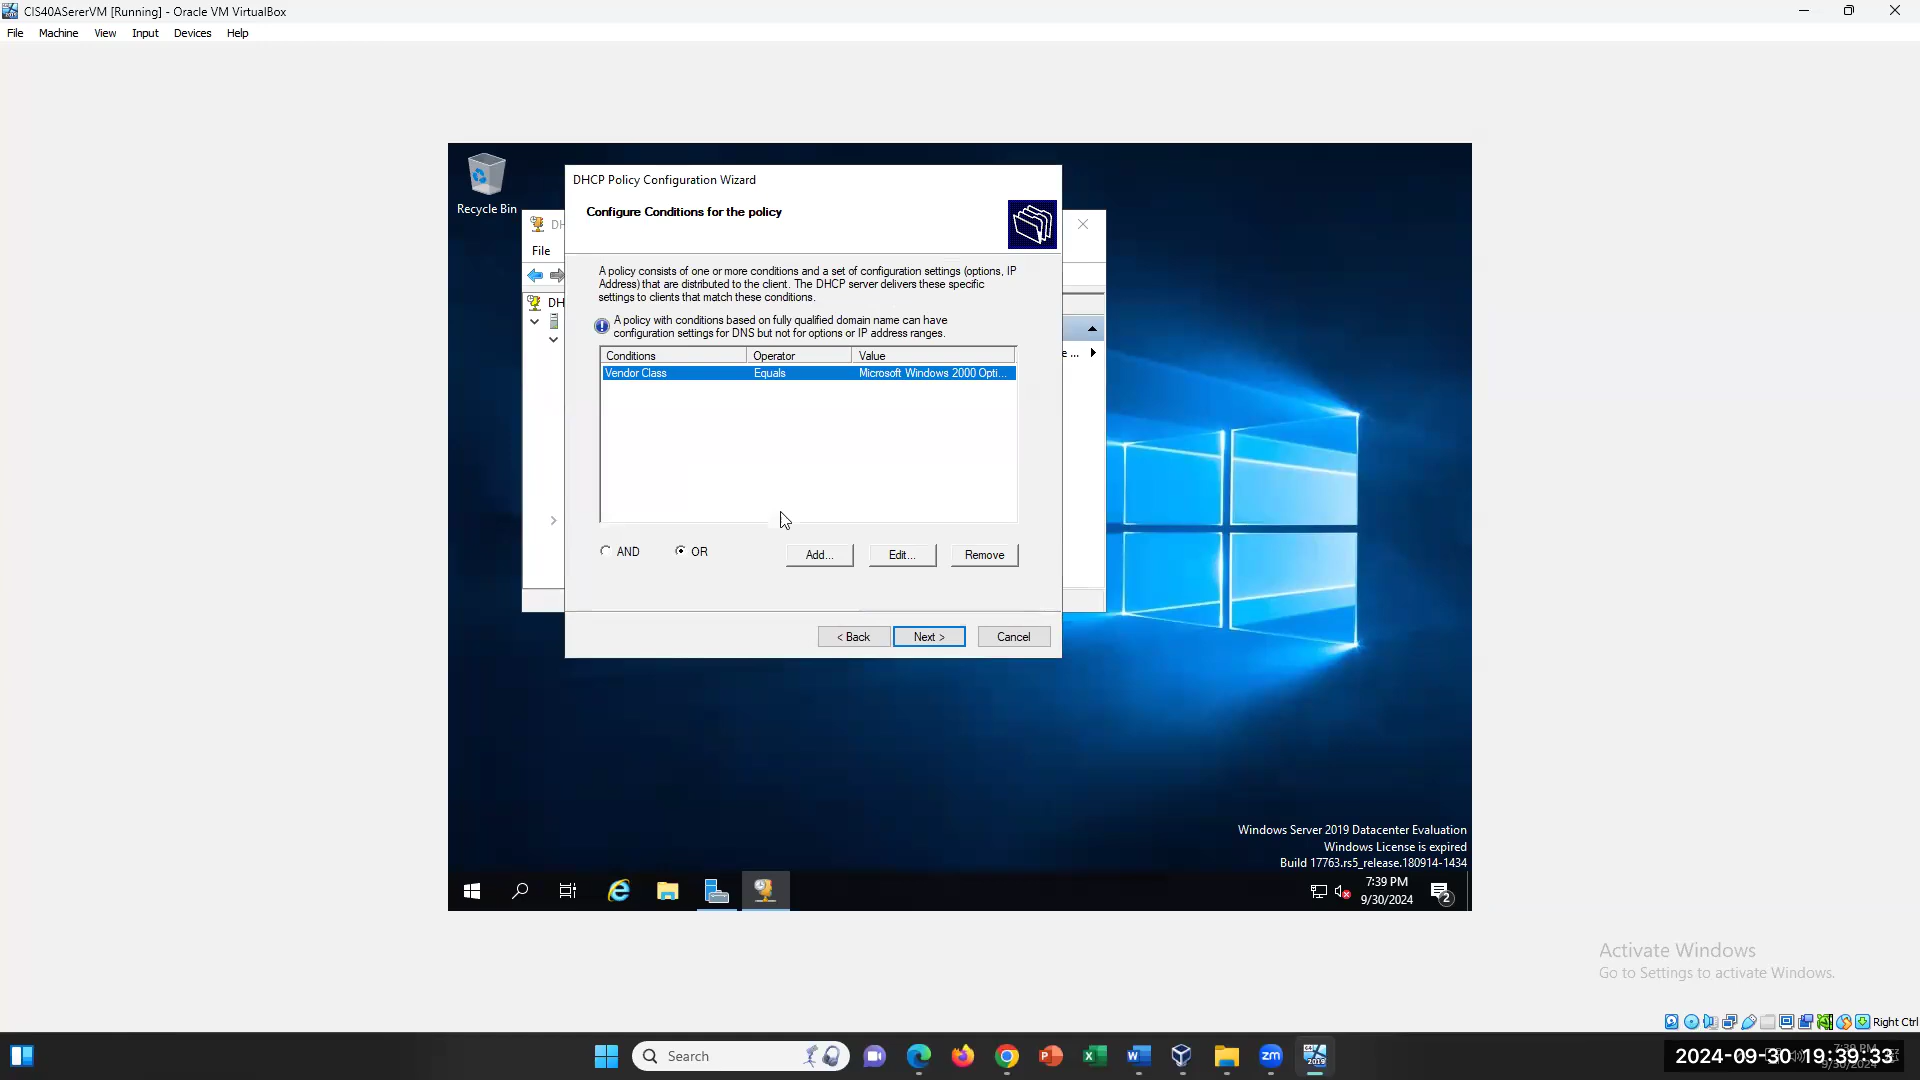 CIS40ASererVM [Running] - Oracle VM VirtualBox
File Machine View Input Devices Help
Recycle Bin
DHCP Policy Configuration Wizard
Configure Conditions for the policy
DH
File
DH
A policy consists of one or more conditions and a set of configuration settings (options, IP
Address) that are distributed to the client. The DHCP server delivers these specific
settings to clients that match these conditions.
A policy with conditions based on fully qualified domain name can have
configuration settings for DNS but not for options or IP address ranges.
Conditions Operator Value
Vendor Class Equals Microsoft Windows 2000 Opti...
e ...
AND OR Add... Edit... Remove
< Back Next > Cancel
Windows Server 2019 Datacenter Evaluation
Windows License is expired
Build 17763.rs5_release.180914-1434
7:39 PM
9/30/2024
2
Activate Windows
Go to Settings to activate Windows.
Right Ctrl
Search
zm
2019
2024-09-30 19:39:33